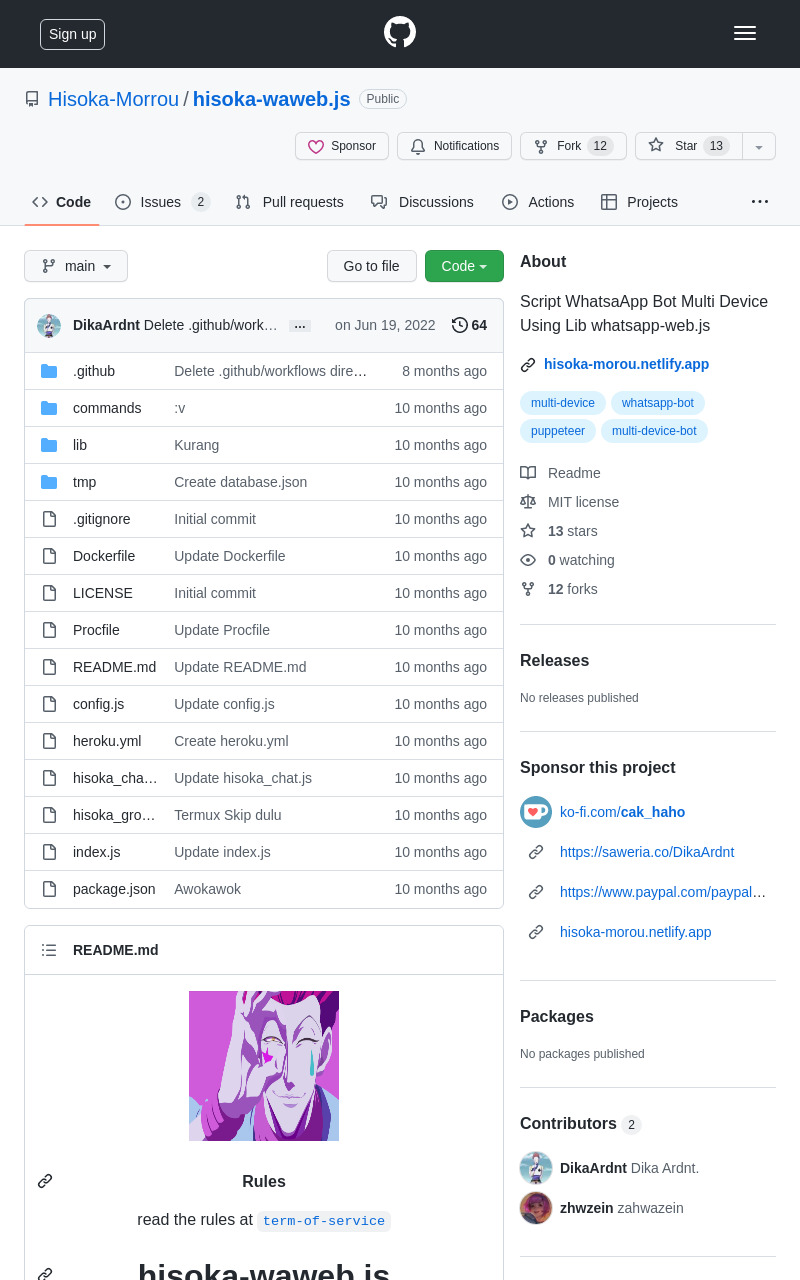 Sign up
Hisoka-Morrou / hisoka-waweb.js Public
Sponsor Notifications Fork 12 Star 13
Code Issues 2 Pull requests Discussions Actions Projects
main Go to file Code
DikaArdnt Delete .github/work… … on Jun 19, 2022 64
.github Delete .github/workflows dire… 8 months ago
commands :v 10 months ago
lib Kurang 10 months ago
tmp Create database.json 10 months ago
.gitignore Initial commit 10 months ago
Dockerfile Update Dockerfile 10 months ago
LICENSE Initial commit 10 months ago
Procfile Update Procfile 10 months ago
README.md Update README.md 10 months ago
config.js Update config.js 10 months ago
heroku.yml Create heroku.yml 10 months ago
hisoka_cha… Update hisoka_chat.js 10 months ago
hisoka_gro… Termux Skip dulu 10 months ago
index.js Update index.js 10 months ago
package.json Awokawok 10 months ago
README.md
Rules
read the rules at term-of-service
hisoka-waweb.js
About
Script WhatsaApp Bot Multi Device
Using Lib whatsapp-web.js
hisoka-morou.netlify.app
multi-device whatsapp-bot
puppeteer multi-device-bot
Readme
MIT license
13 stars
0 watching
12 forks
Releases
No releases published
Sponsor this project
ko-fi.com/cak_haho
https://saweria.co/DikaArdnt
https://www.paypal.com/paypal…
hisoka-morou.netlify.app
Packages
No packages published
Contributors 2
DikaArdnt Dika Ardnt.
zhwzein zahwazein